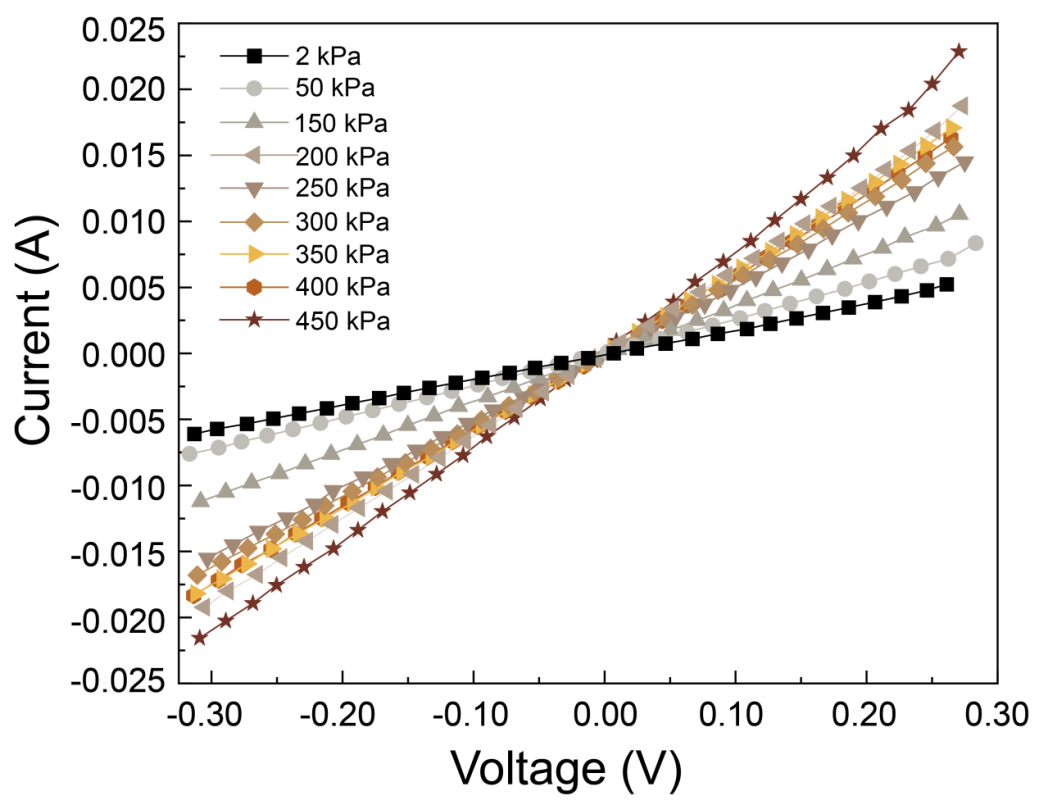 Current (A)
0.025
0.020
0.015
0.010
0.005
0.000
-0.005
-0.010
-0.015
-0.020
-0.025
2 kPa
50 kPa
150 kPa
200 kPa
250 kPa
300 kPa
350 kPa
400 kPa
450 kPa
-0.30 -0.20 -0.10 0.00 0.10 0.20 0.30
Voltage (V)